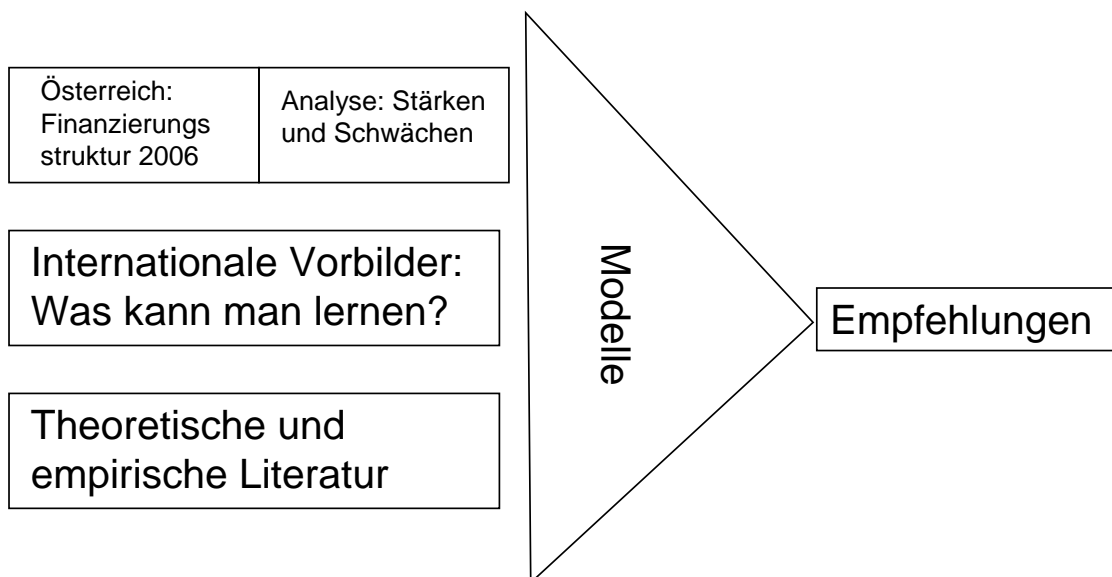 Österreich:
Finanzierungs
struktur 2006
Analyse: Stärken
und Schwächen
Internationale Vorbilder:
Was kann man lernen?
Theoretische und
empirische Literatur
Modelle
Empfehlungen